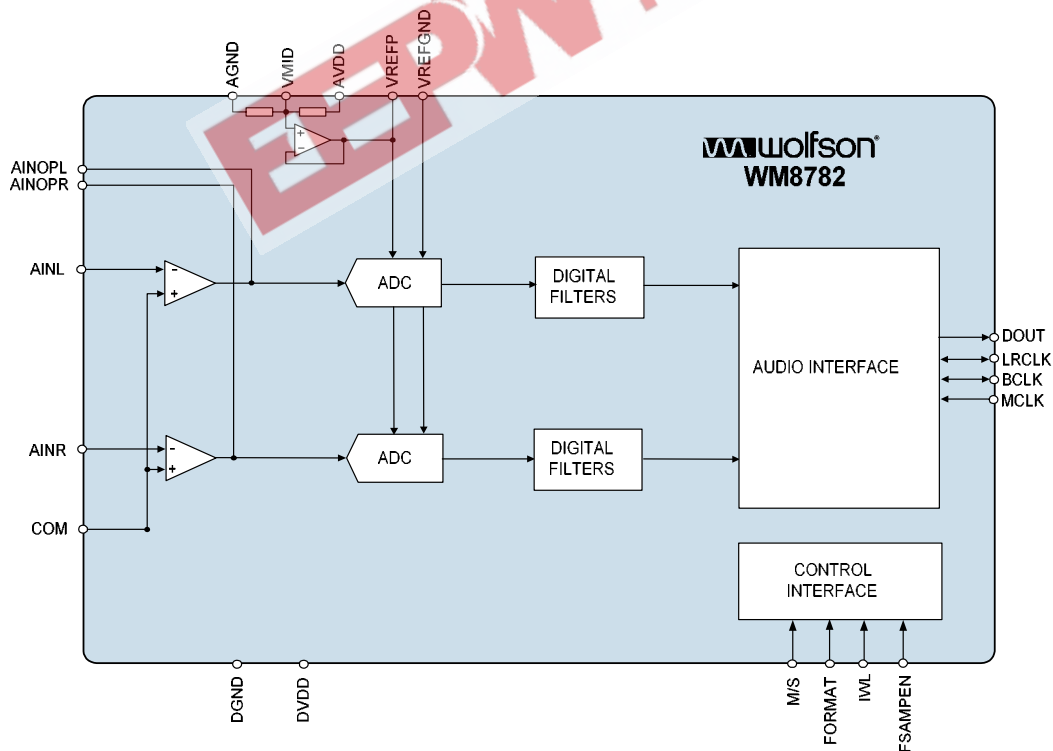 AGND
VMID
AVDD
VREFP
VREFGND
EEPW
wolfson®
WM8782
AINOPL
AINOPR
AINL
-
+
ADC
DIGITAL
FILTERS
AUDIO INTERFACE
DOUT
LRCLK
BCLK
MCLK
AINR
-
+
ADC
DIGITAL
FILTERS
COM
+
-
CONTROL
INTERFACE
DGND
DVDD
M/S
FORMAT
IWL
FSAMPEN